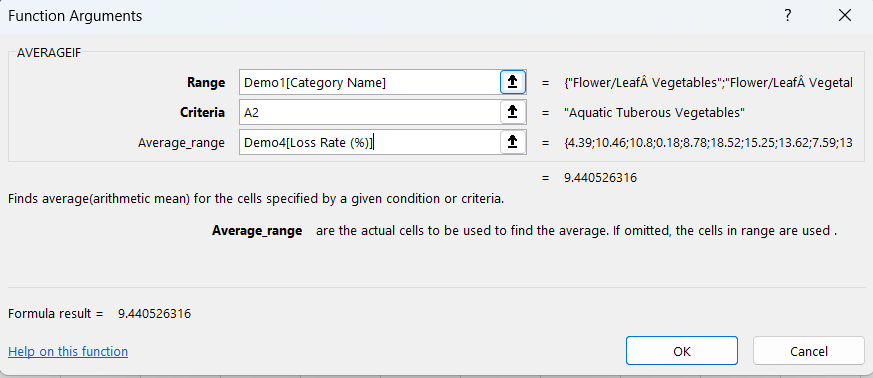 Function Arguments ? ×
AVERAGEIF
Range Demo1[Category Name] = {"Flower/LeafÂ Vegetables";"Flower/LeafÂ Vegetal
Criteria A2 = "Aquatic Tuberous Vegetables"
Average_range Demo4[Loss Rate (%)] = {4.39;10.46;10.8;0.18;8.78;18.52;15.25;13.62;7.59;13
= 9.440526316
Finds average(arithmetic mean) for the cells specified by a given condition or criteria.
Average_range are the actual cells to be used to find the average. If omitted, the cells in range are used .
Formula result = 9.440526316
Help on this function OK Cancel